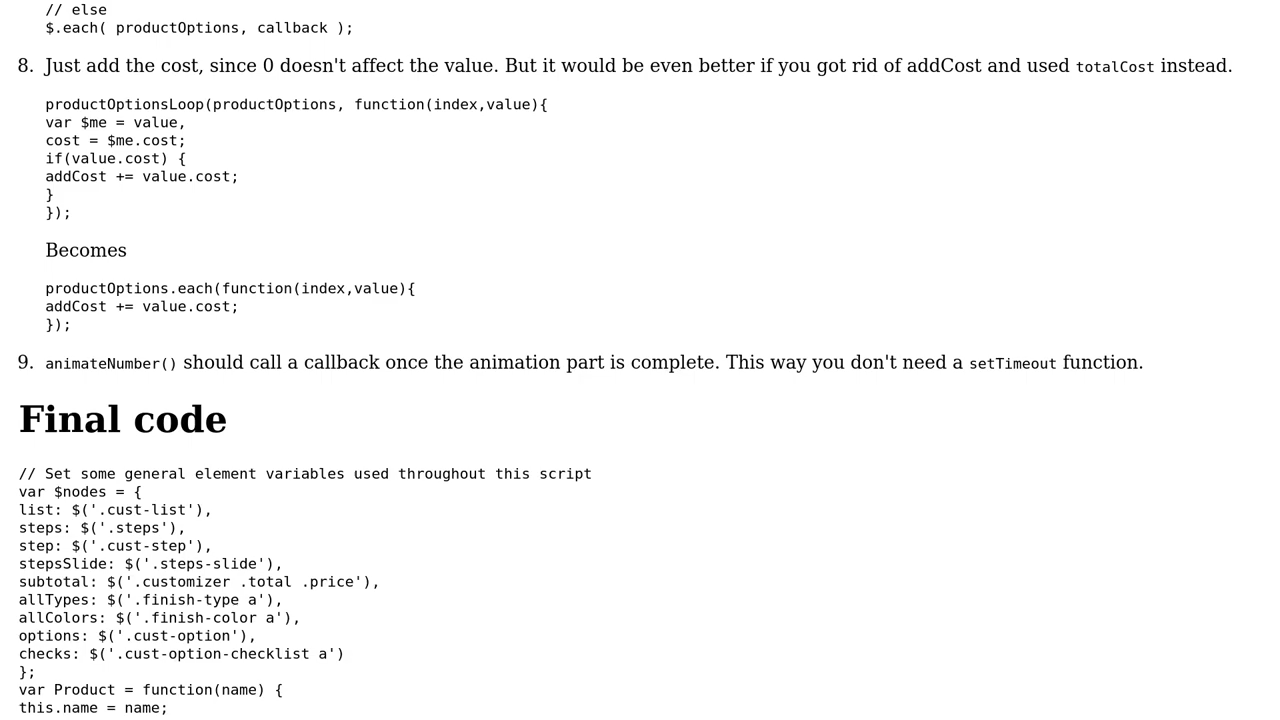 // else
$.each( productOptions, callback );
8. Just add the cost, since 0 doesn't affect the value. But it would be even better if you got rid of addCost and used totalCost instead.
productOptionsLoop(productOptions, function(index,value){
var $me = value,
cost = $me.cost;
if(value.cost) {
addCost += value.cost;
}
});
Becomes
productOptions.each(function(index,value){
addCost += value.cost;
});
9. animateNumber() should call a callback once the animation part is complete. This way you don't need a setTimeout function.
Final code
// Set some general element variables used throughout this script
var $nodes = {
list: $('.cust-list'),
steps: $('.steps'),
step: $('.cust-step'),
stepsSlide: $('.steps-slide'),
subtotal: $('.customizer .total .price'),
allTypes: $('.finish-type a'),
allColors: $('.finish-color a'),
options: $('.cust-option'),
checks: $('.cust-option-checklist a')
};
var Product = function(name) {
this.name = name;